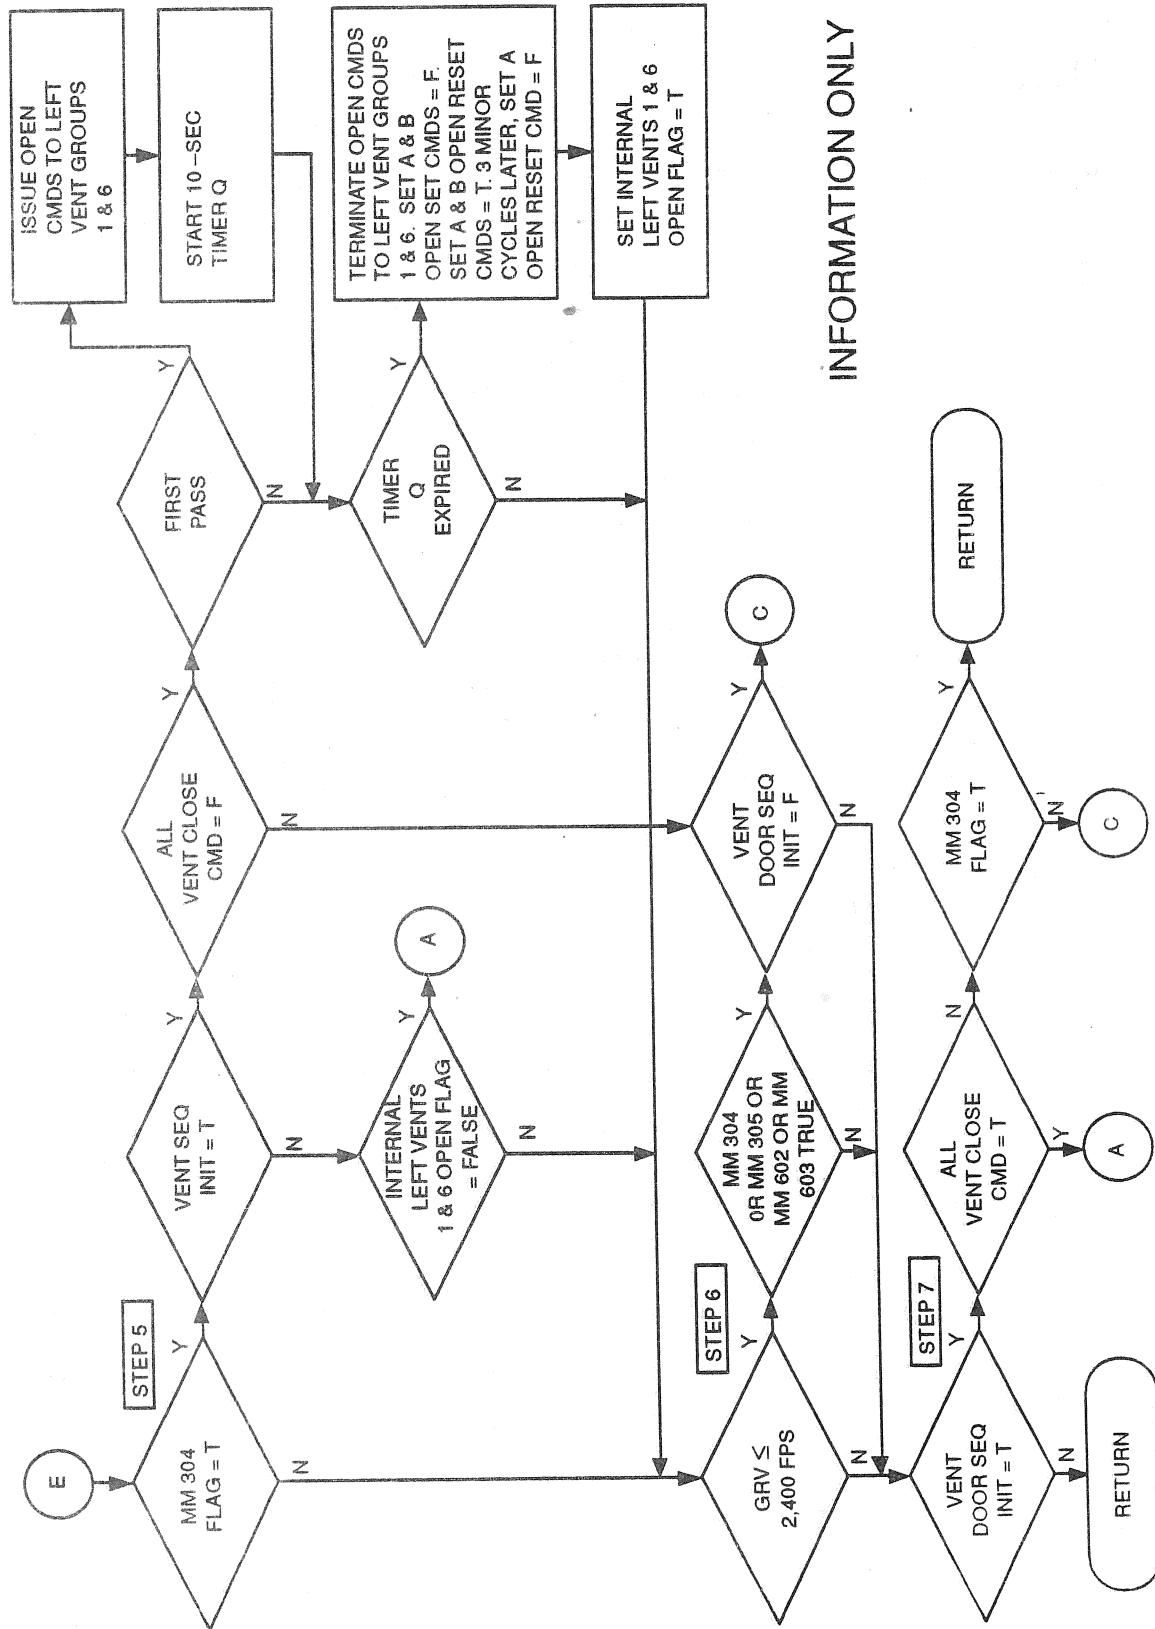 E
STEP 5
MM 304
FLAG = T
Y
N
VENT SEQ
INIT = T
Y
N
ALL
VENT CLOSE
CMD = F
Y
N
FIRST
PASS
Y
N
ISSUE OPEN
CMDS TO LEFT
VENT GROUPS
1 & 6
START 10-SEC
TIMER Q
INTERNAL
LEFT VENTS
1 & 6 OPEN FLAG
= FALSE
Y
N
A
TIMER
Q
EXPIRED
Y
N
TERMINATE OPEN CMDS
TO LEFT VENT GROUPS
1 & 6. SET A & B
OPEN SET CMDS = F.
SET A & B OPEN RESET
CMDS = T. 3 MINOR
CYCLES LATER, SET A
OPEN RESET CMD = F
SET INTERNAL
LEFT VENTS 1 & 6
OPEN FLAG = T
STEP 6
GRV ≤
2,400 FPS
Y
N
MM 304
0R MM 305 OR
MM 602 OR MM
603 TRUE
Y
N
VENT
DOOR SEQ
INIT = F
Y
N
C
STEP 7
VENT
DOOR SEQ
INIT = T
Y
N
RETURN
ALL
VENT CLOSE
CMD = T
N
Y
A
MM 304
FLAG = T
Y
N
C
RETURN
INFORMATION ONLY